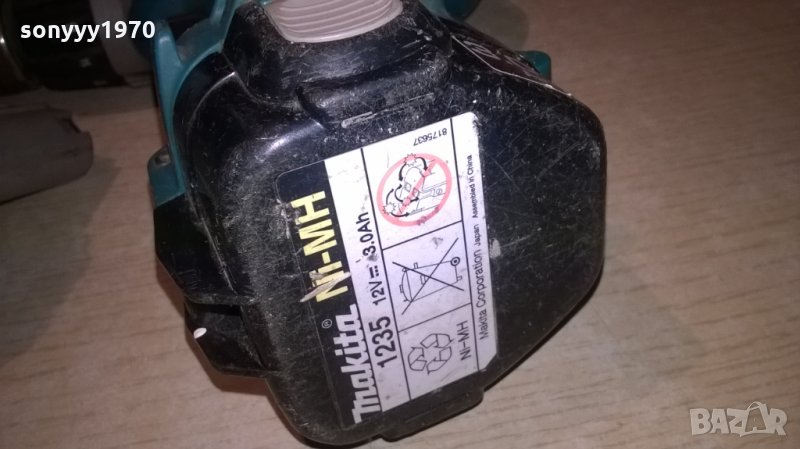 sonyyy1970
Ni-MH
makita®
1235 12V 3.0Ah
8175637
Ni-MH
Makita Corporation Japan Assembled in China
BAZAR